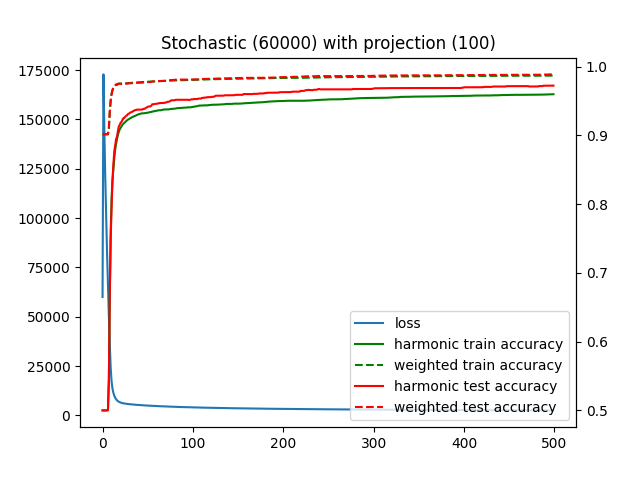 Stochastic (60000) with projection (100)
175000
150000
125000
100000
75000
50000
25000
0
1.0
0.9
0.8
0.7
0.6
0.5
loss
harmonic train accuracy
weighted train accuracy
harmonic test accuracy
weighted test accuracy
0 100 200 300 400 500